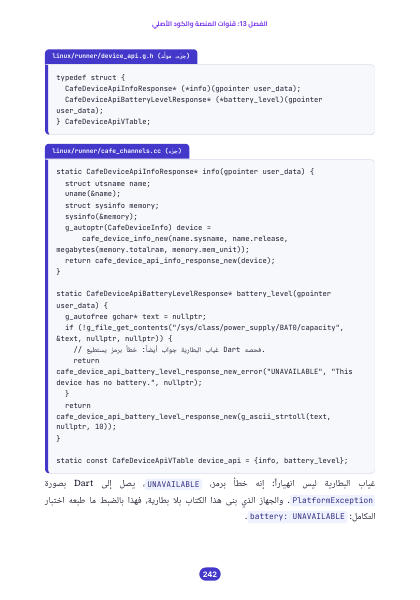 الفصل 13: قنوات المنصة والكود الأصلي
linux/runner/device_api.g.h (جزء مولّد)
typedef struct {
CafeDeviceApiInfoResponse* (*info)(gpointer user_data);
CafeDeviceApiBatteryLevelResponse* (*battery_level)(gpointer
user_data);
} CafeDeviceApiVTable;
linux/runner/cafe_channels.cc (جزء)
static CafeDeviceApiInfoResponse* info(gpointer user_data) {
struct utsname name;
uname(&name);
struct sysinfo memory;
sysinfo(&memory);
g_autoptr(CafeDeviceInfo) device =
cafe_device_info_new(name.sysname, name.release,
megabytes(memory.totalram, memory.mem_unit));
return cafe_device_api_info_response_new(device);
}
static CafeDeviceApiBatteryLevelResponse* battery_level(gpointer
user_data) {
g_autofree gchar* text = nullptr;
if (!g_file_get_contents("/sys/class/power_supply/BAT0/capacity",
&text, nullptr, nullptr)) {
// غياب البطارية جواب أيضاً: خطأ برمز يستطيع Dart فحصه.
return
cafe_device_api_battery_level_response_new_error("UNAVAILABLE", "This
device has no battery.", nullptr);
}
return
cafe_device_api_battery_level_response_new(g_ascii_strtoll(text,
nullptr, 10));
}
static const CafeDeviceApiVTable device_api = {info, battery_level};
غياب البطارية ليس انهياراً: إنه خطأ برمز، UNAVAILABLE، يصل إلى Dart بصورة
PlatformException. والجهاز الذي بنى هذا الكتاب بلا بطارية، فهذا بالضبط ما طبعه اختبار
التكامل: battery: UNAVAILABLE.
242